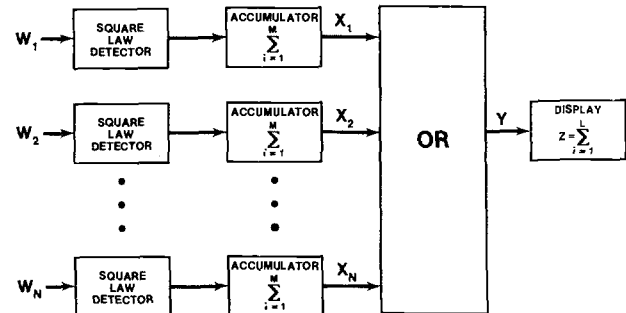 W1
SQUARE
LAW
DETECTOR
ACCUMULATOR
M
∑
i = 1
X1
W2
SQUARE
LAW
DETECTOR
ACCUMULATOR
M
∑
i = 1
X2
OR
Y
DISPLAY
L
Z = ∑
i = 1
WN
SQUARE
LAW
DETECTOR
ACCUMULATOR
M
∑
i = 1
XN